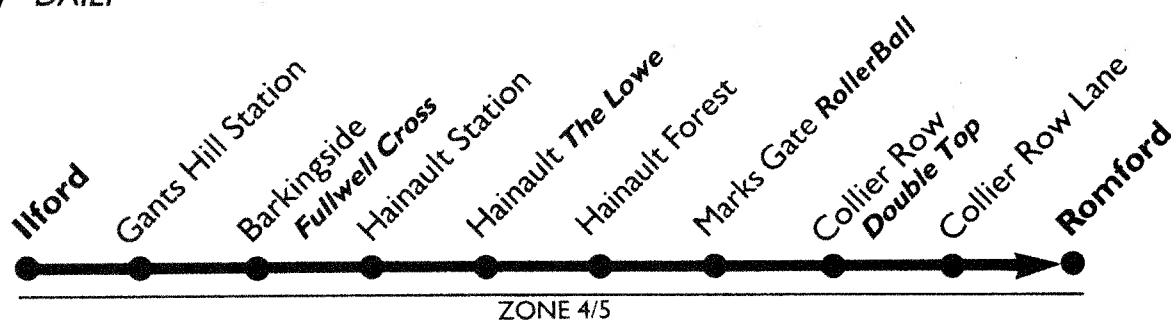 DAILY
Ilford
Gants Hill Station
Barkingside
Fullwell Cross
Hainault Station
Hainault The Lowe
Hainault Forest
Marks Gate RollerBall
Collier Row
Double Top
Collier Row Lane
Romford
ZONE 4/5